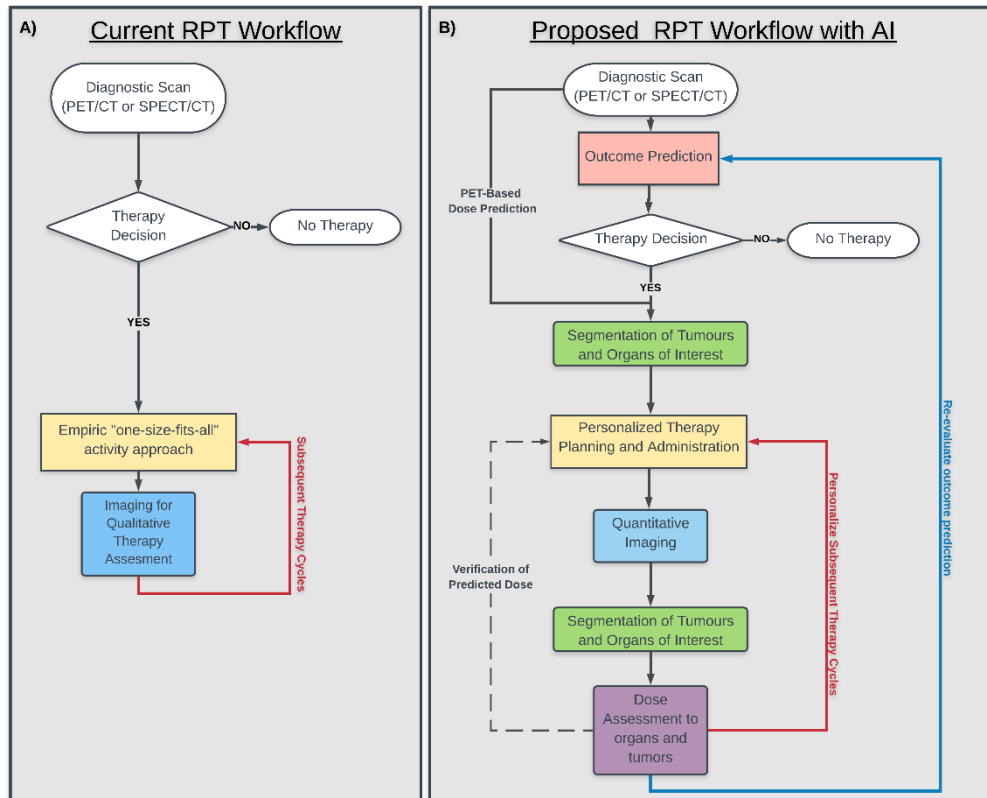 A)
Current RPT Workflow
Diagnostic Scan
(PET/CT or SPECT/CT)
Therapy
Decision
NO
No Therapy
YES
Empiric "one-size-fits-all"
activity approach
Imaging for
Qualitative
Therapy
Assesment
Subsequent Therapy Cycles
B)
Proposed RPT Workflow with AI
Diagnostic Scan
(PET/CT or SPECT/CT)
Outcome Prediction
PET-Based
Dose Prediction
Therapy Decision
NO
No Therapy
YES
Segmentation of Tumours
and Organs of Interest
Personalized Therapy
Planning and Administration
Quantitative
Imaging
Verification of
Predicted Dose
Segmentation of Tumours
and Organs of Interest
Dose
Assessment to
organs and
tumors
Personalize Subsequent Therapy Cycles
Re-evaluate outcome prediction